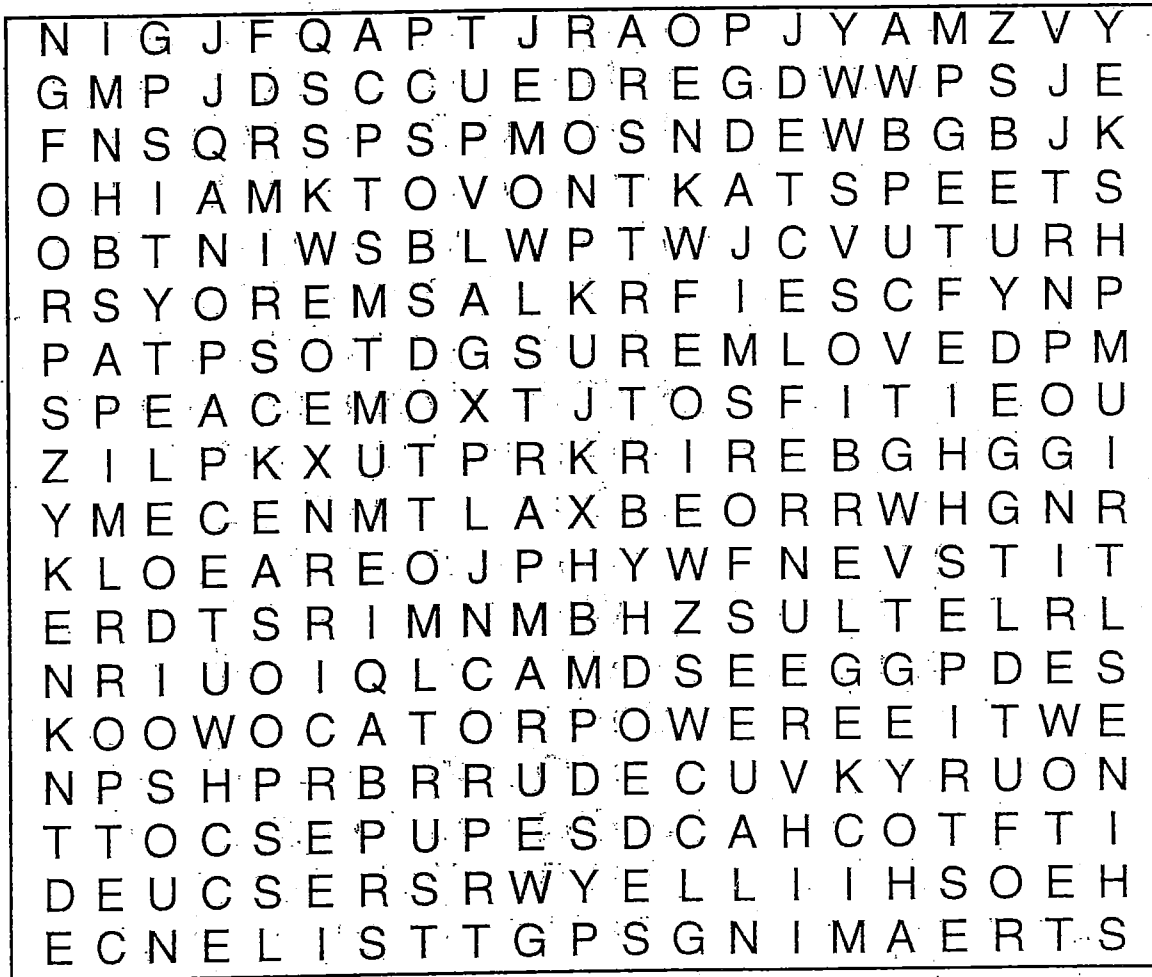 N I G J F Q A P T J R A O P J Y A M Z V Y
G M P J D S C C U E D R E G D W W P S J E
F N S Q R S P S P M O S N D E W B G B J K
O H I A M K T O V O N T K A T S P E E T S
O B T N I W S B L W P T W J C V U T U R H
R S Y O R E M S A L K R F I E S C F Y N P
P A T P S O T D G S U R E M L O V E D P M
S P E A C E M O X T J T O S F I T I E O U
Z I L P K X U T P R K R I R E B G H G G I
Y M E C E N M T L A X B E O R R W H G N R
K L O E A R E O J P H Y W F N E V S T I T
E R D T S R I M N M B H Z S U L T E L R L
N R I U O I Q L C A M D S E E G G P D E S
K O O W O C A T O R P O W E R E E I T W E
N P S H P R B R R U D E C U V K Y R U O N
T T O C S E P U P E S D C A H C O T F T I
D E U C S E R S R W Y E L L I I H S O E H
E C N E L I S T T G P S G N I M A E R T S